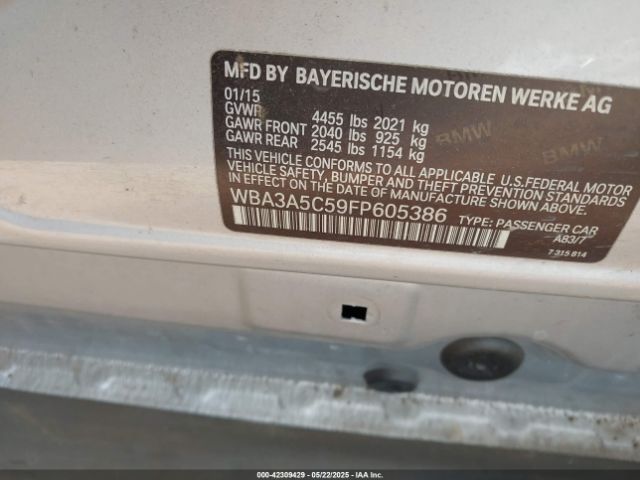 MFD BY BAYERISCHE MOTOREN WERKE AG
01/15
GVWR 4455 lbs 2021 kg
GAWR FRONT 2040 lbs 925 kg
GAWR REAR 2545 lbs 1154 kg
THIS VEHICLE CONFORMS TO ALL APPLICABLE U.S.FEDERAL MOTOR
VEHICLE SAFETY, BUMPER AND THEFT PREVENTION STANDARDS
IN EFFECT ON THE DATE OF MANUFACTURE SHOWN ABOVE.
WBA3A5C59FP605386
TYPE: PASSENGER CAR
A83/7
7 315 814
BMW
BMW
000-42309429 - 05/22/2025 - IAA Inc.